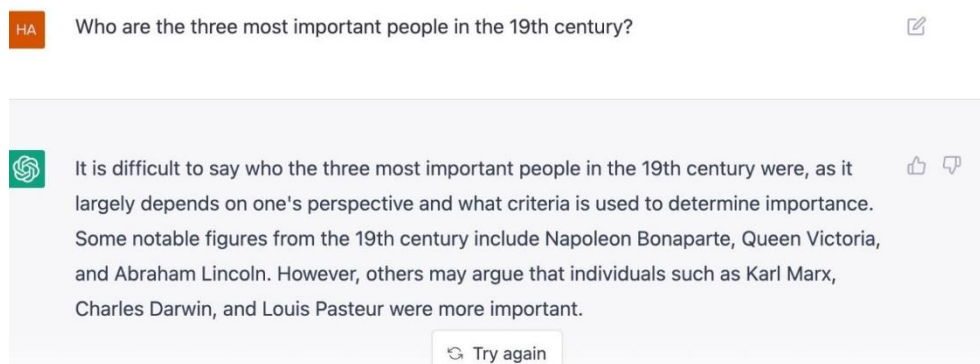 HA
Who are the three most important people in the 19th century?
It is difficult to say who the three most important people in the 19th century were, as it
largely depends on one's perspective and what criteria is used to determine importance.
Some notable figures from the 19th century include Napoleon Bonaparte, Queen Victoria,
and Abraham Lincoln. However, others may argue that individuals such as Karl Marx,
Charles Darwin, and Louis Pasteur were more important.
Try again